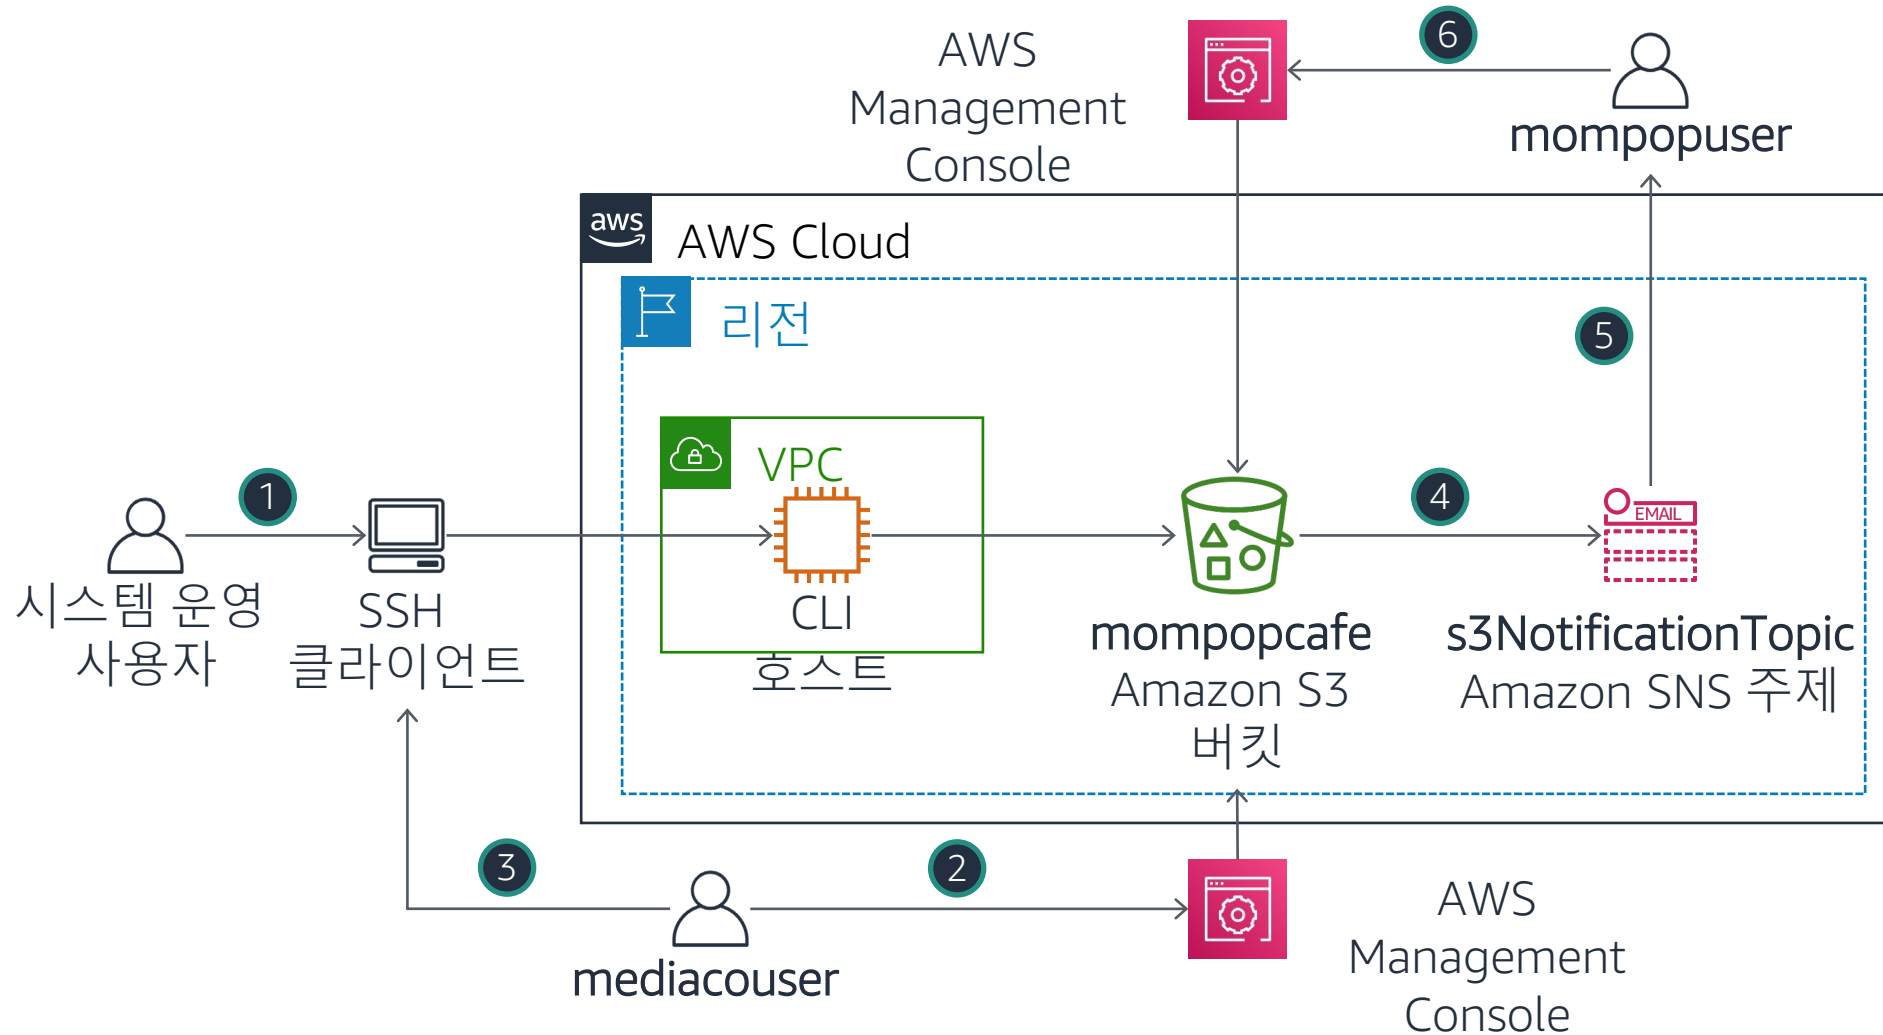 AWS
Management
Console
6
mompopuser
aws
AWS Cloud
리전
5
VPC
1
4
EMAIL
시스템 운영
사용자
SSH
클라이언트
CLI
호스트
mompopcafe
Amazon S3
버킷
s3NotificationTopic
Amazon SNS 주제
3
2
mediacouser
AWS
Management
Console